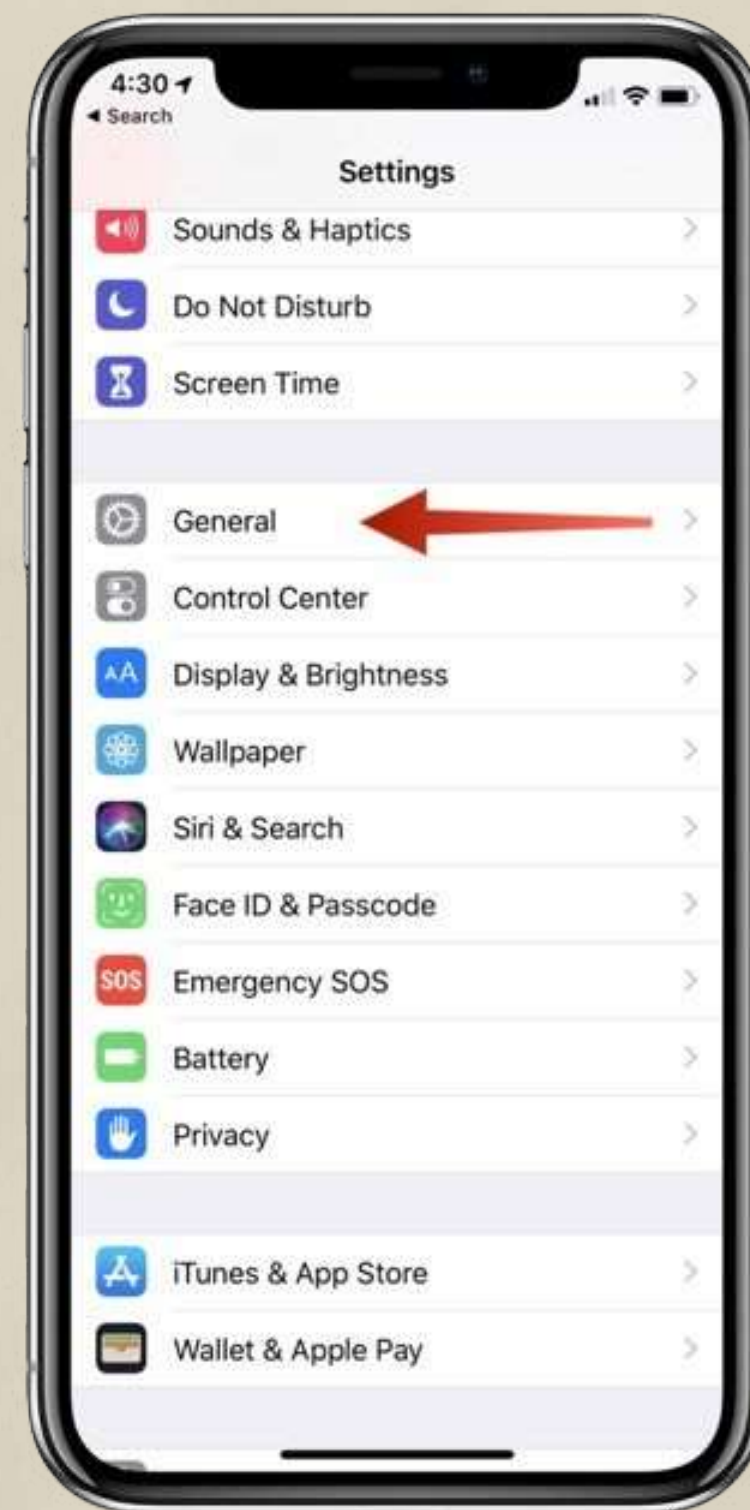 4:30
Search
Settings
Sounds & Haptics
Do Not Disturb
Screen Time
General
Control Center
AA Display & Brightness
Wallpaper
Siri & Search
Face ID & Passcode
SOS Emergency SOS
Battery
Privacy
iTunes & App Store
Wallet & Apple Pay